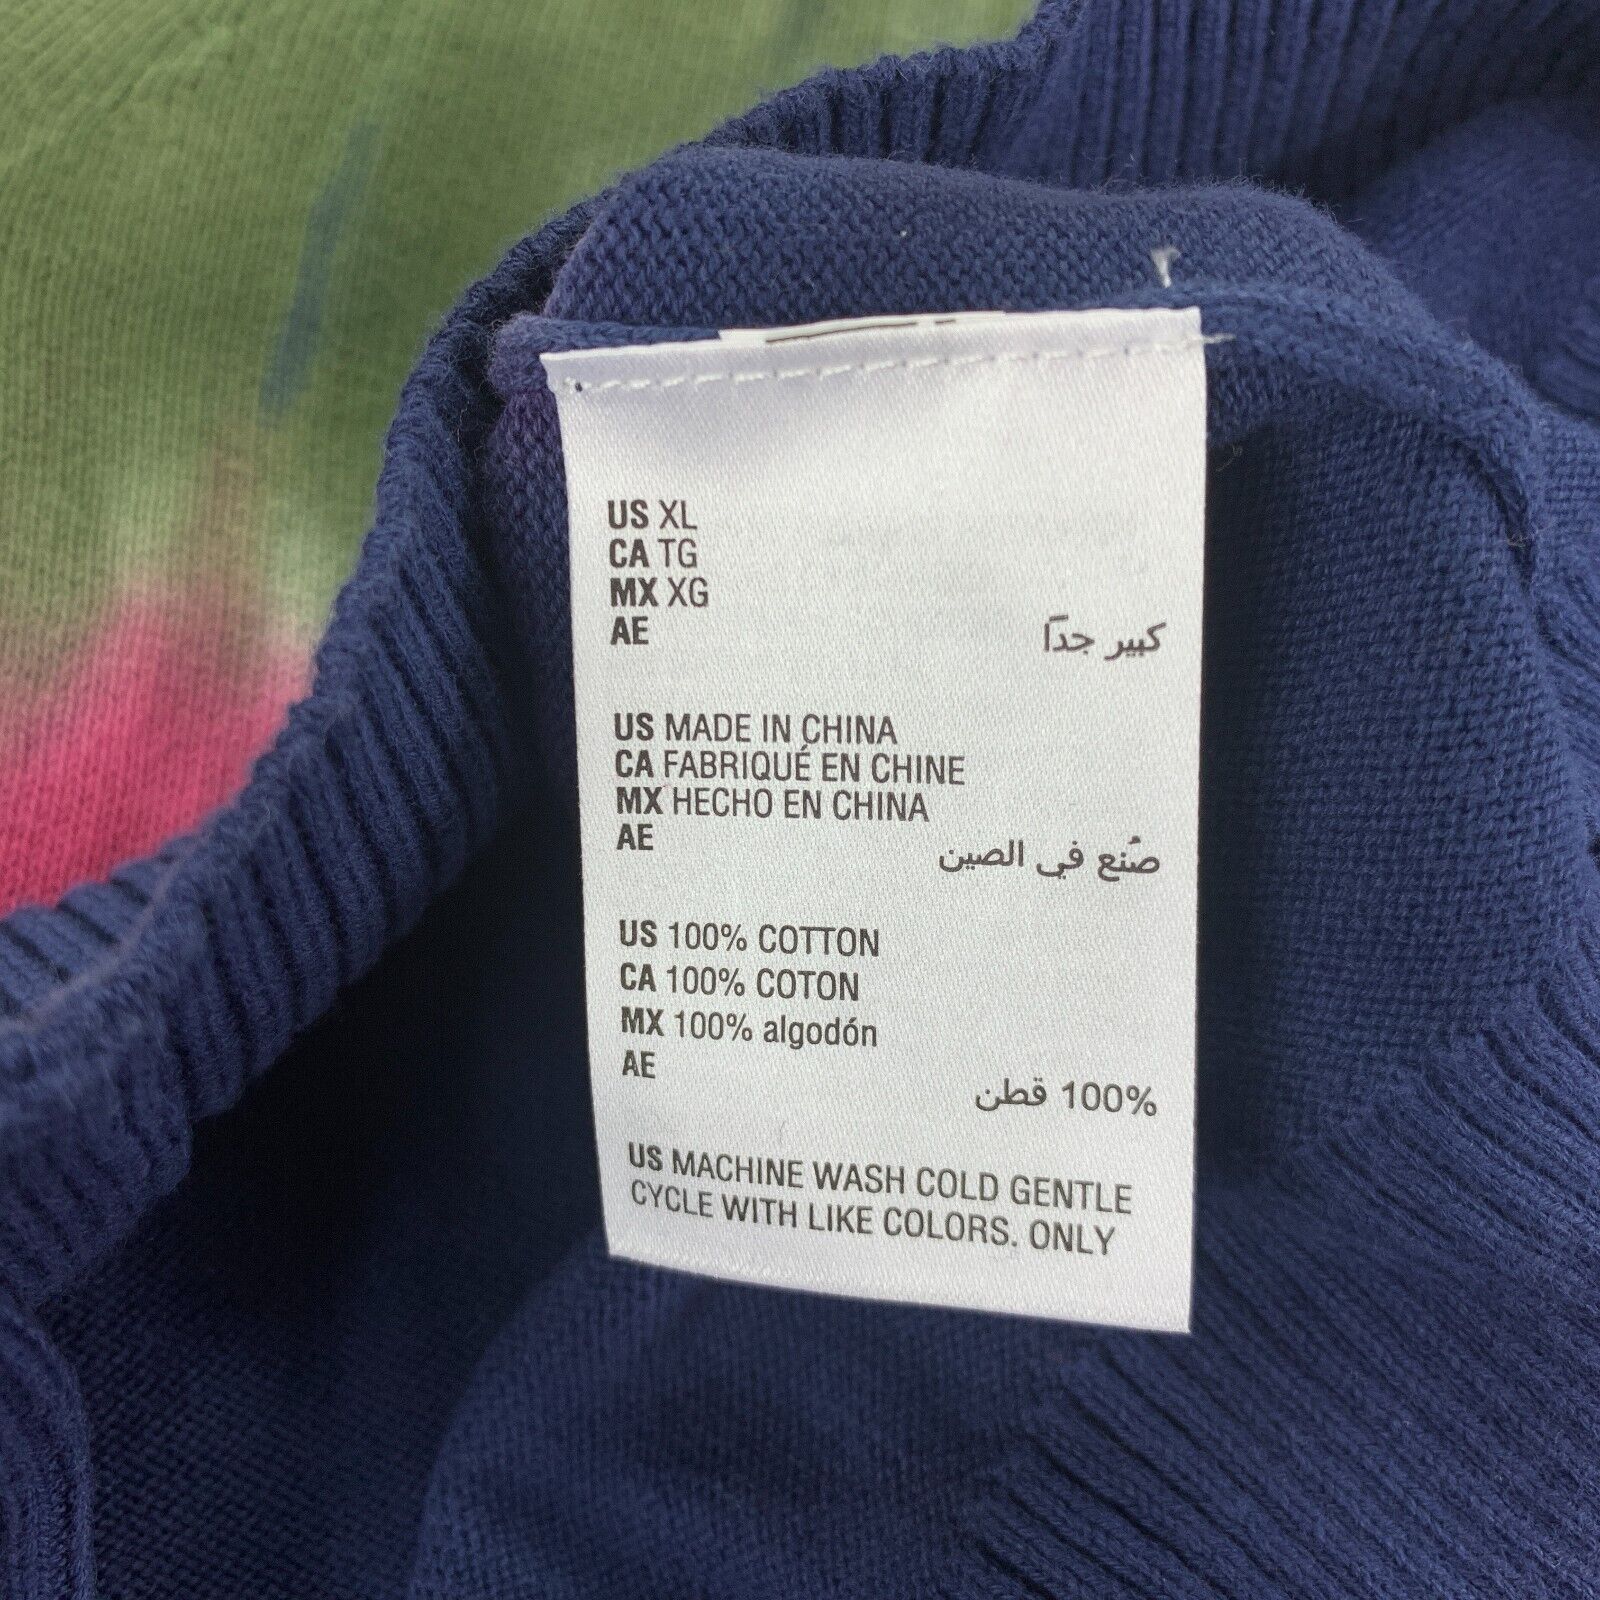 US XL
CA TG
MX XG
AE
كبير جدًا
US MADE IN CHINA
CA FABRIQUÉ EN CHINE
MX HECHO EN CHINA
AE
صُنع في الصين
US 100% COTTON
CA 100% COTON
MX 100% algodón
AE
100% قطن
US MACHINE WASH COLD GENTLE
CYCLE WITH LIKE COLORS. ONLY